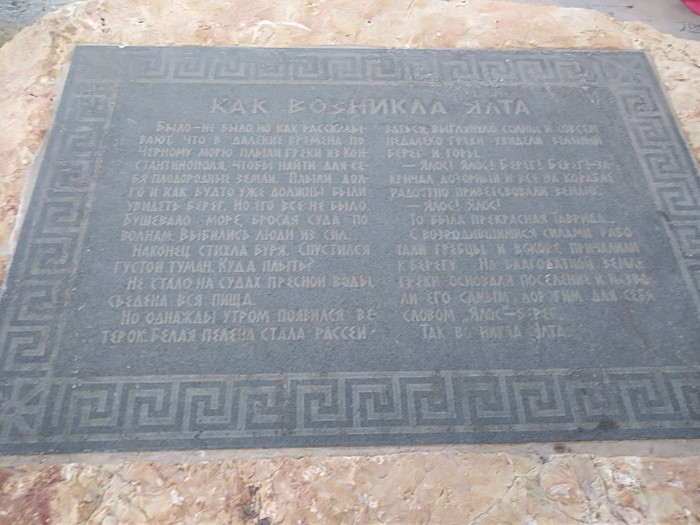 КАК ВОЗНИКЛА ЯЛТА
БЫЛО–НЕ БЫЛО, НО КАК РАССКАЗЫ-
ВАЮТ, ЧТО В ДАЛЕКИЕ ВРЕМЕНА ПО
ЧЕРНОМУ МОРЮ ПЛЫЛИ ГРЕКИ ИЗ КОН-
СТАНТИНОПОЛЯ, ЧТОБЫ НАЙТИ ДЛЯ СЕ-
БЯ ПЛОДОРОДНЫЕ ЗЕМЛИ. ПЛЫЛИ ДОЛ-
ГО И КАК БУДТО УЖЕ ДОЛЖНЫ БЫЛИ
УВИДЕТЬ БЕРЕГ. НО ЕГО ВСЕ НЕ БЫЛО.
БУШЕВАЛО МОРЕ, БРОСАЯ СУДА ПО
ВОЛНАМ. ВЫБИЛИСЬ ЛЮДИ ИЗ СИЛ.
НАКОНЕЦ СТИХЛА БУРЯ. СПУСТИЛСЯ
ГУСТОЙ ТУМАН. КУДА ПЛЫТЬ?
НЕ СТАЛО НА СУДАХ ПРЕСНОЙ ВОДЫ,
СЪЕДЕНА ВСЯ ПИЩА.
НО ОДНАЖДЫ УТРОМ ПОЯВИЛСЯ ВЕ-
ТЕРОК. БЕЛАЯ ПЕЛЕНА СТАЛА РАССЕИ-
ВАТЬСЯ, ВЫГЛЯНУЛО СОЛНЦЕ И СОВСЕМ
НЕДАЛЕКО ГРЕКИ УВИДЕЛИ ЗЕЛЕНЫЙ
БЕРЕГ И ГОРЫ.
– ЯЛОС! ЯЛОС! БЕРЕГ! БЕРЕГ!–ЗА-
КРИЧАЛ ДОЗОРНЫЙ И ВСЕ НА КОРАБЛЕ
РАДОСТНО ПРИВЕТСТВОВАЛИ ЗЕМЛЮ:
– ЯЛОС! ЯЛОС!
ТО БЫЛА ПРЕКРАСНАЯ ТАВРИДА...
С ВОЗРОДИВШИМИСЯ СИЛАМИ РАБО-
ТАЛИ ГРЕБЦЫ, И ВСКОРЕ ПРИЧАЛИЛИ
К БЕРЕГУ. НА БЛАГОДАТНОЙ ЗЕМЛЕ
ГРЕКИ ОСНОВАЛИ ПОСЕЛЕНИЕ И НАЗВА-
ЛИ ЕГО САМЫМ ДОРОГИМ ДЛЯ СЕБЯ
СЛОВОМ „ЯЛОС"–БЕРЕГ.
ТАК ВОЗНИКЛА ЯЛТА.